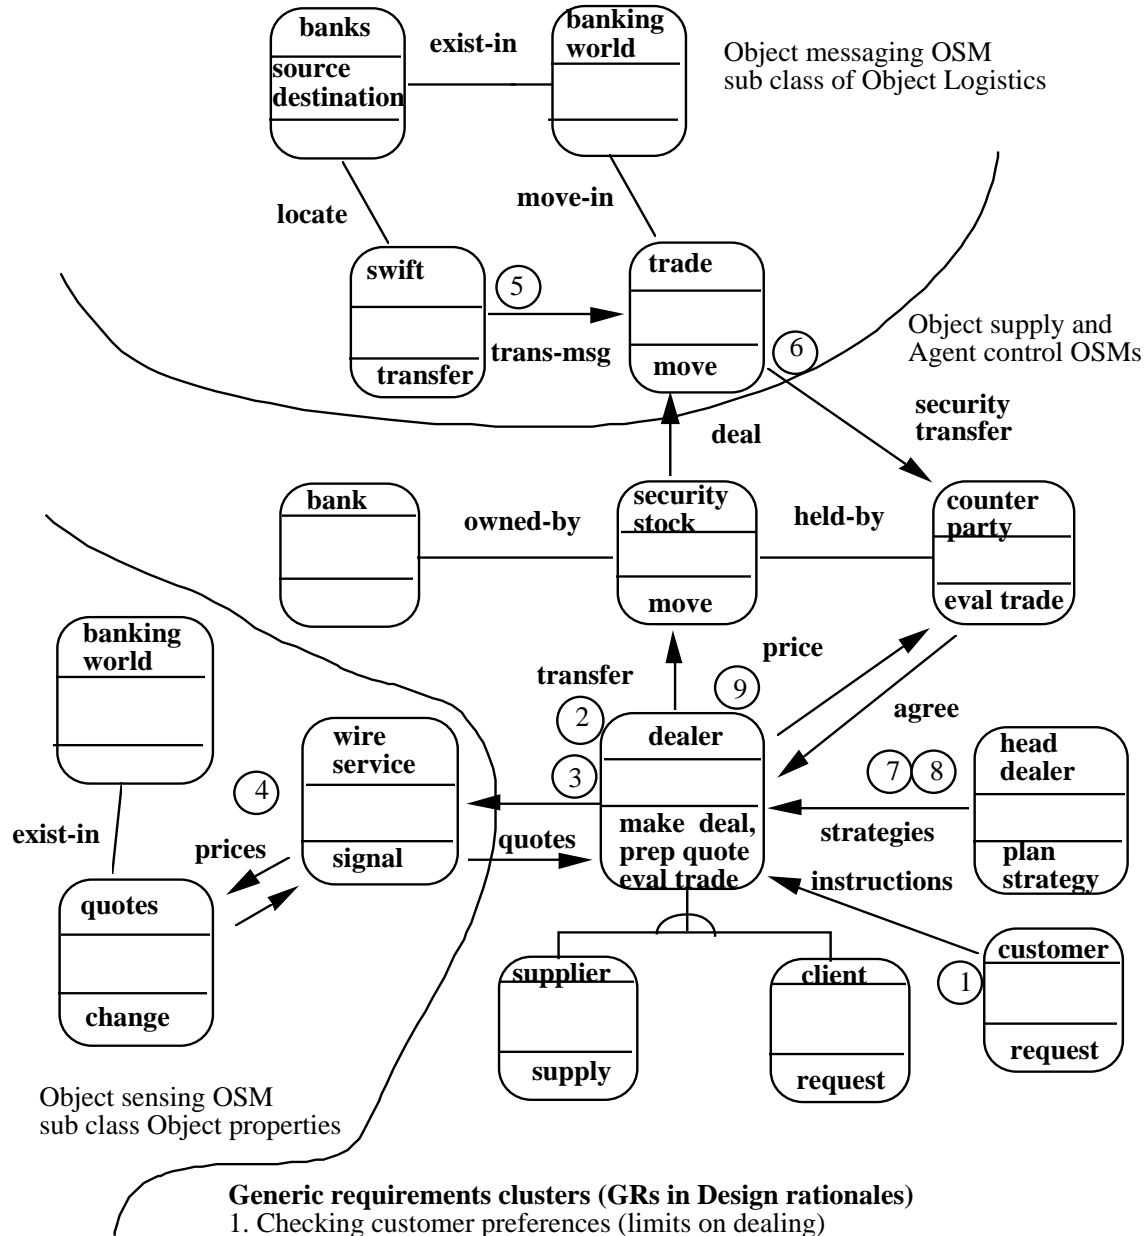 banks
source
destination
exist-in
banking
world
Object messaging OSM
sub class of Object Logistics
locate
move-in
swift
transfer
5
trans-msg
trade
move
6
Object supply and
Agent control OSMs
security
transfer
deal
bank
owned-by
security
stock
move
held-by
counter
party
eval trade
banking
world
exist-in
transfer
2
3
9
price
agree
wire
service
signal
4
prices
quotes
change
quotes
dealer
make deal,
prep quote
eval trade
7
8
strategies
head
dealer
plan
strategy
instructions
supplier
supply
client
request
1
customer
request
Object sensing OSM
sub class Object properties
Generic requirements clusters (GRs in Design rationales)
1. Checking customer preferences (limits on dealing)